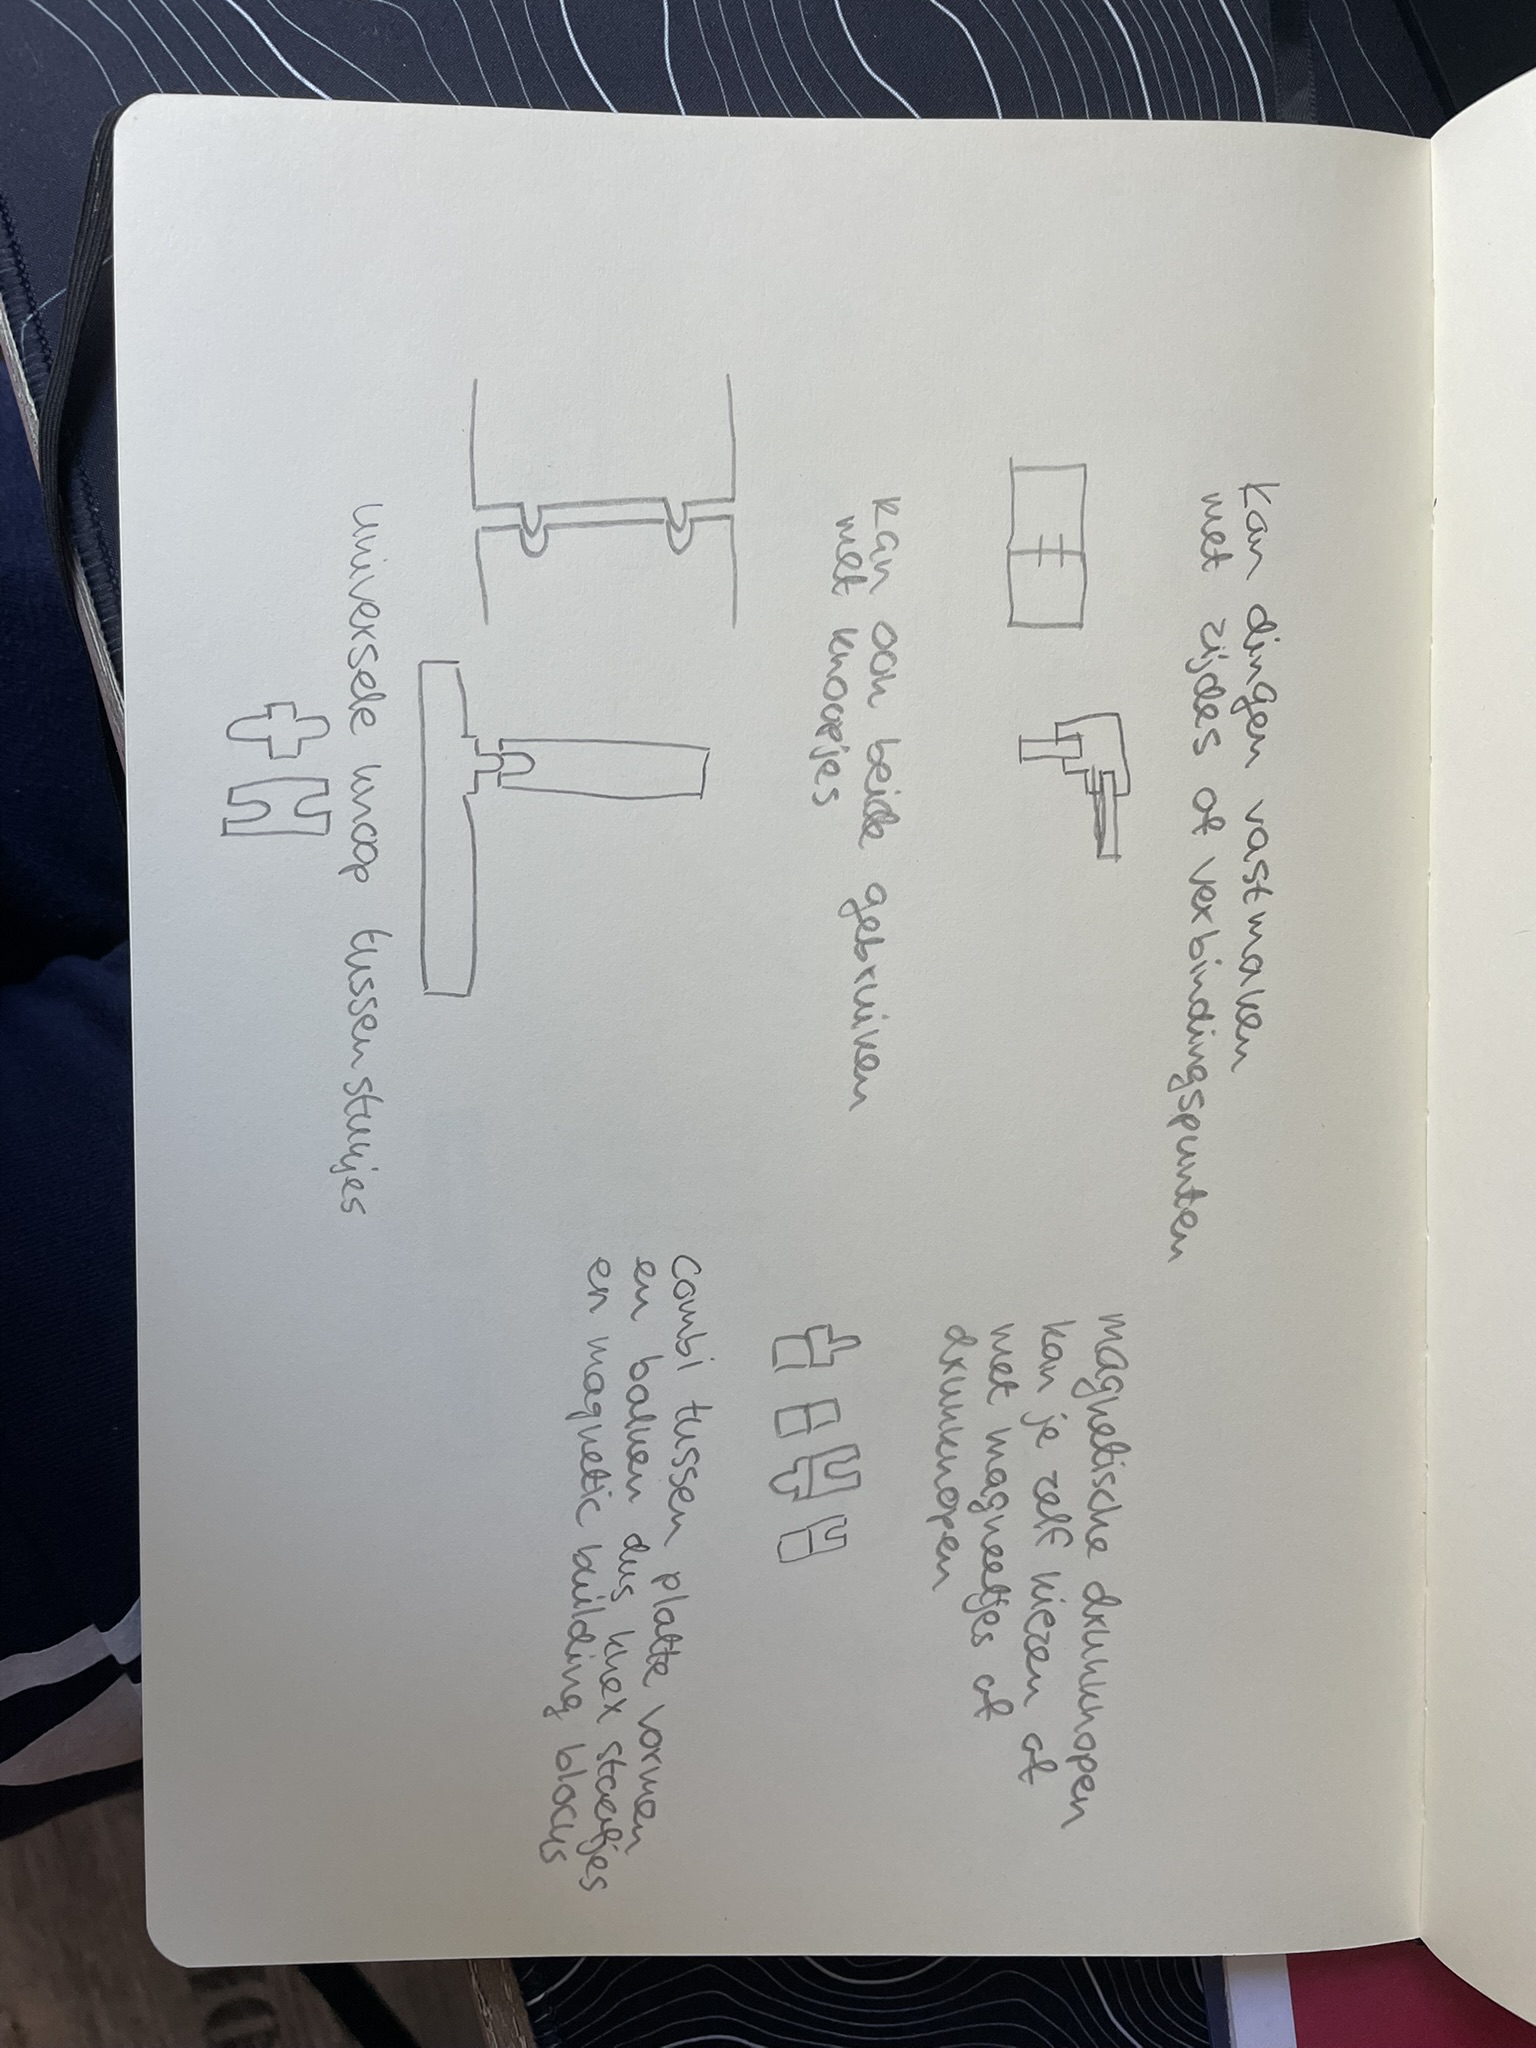 kan dingen vastmaken
met zijdes of verbindingspunten
kan ook beide gebruiken
met knoopjes
universele knoop tussenstukjes
magnetische drukknopen
kan je zelf kiezen of
met magneetjes of
drukknopen
combi tussen platte vormen
en balken dus knex staafjes
en magnetic building blocks